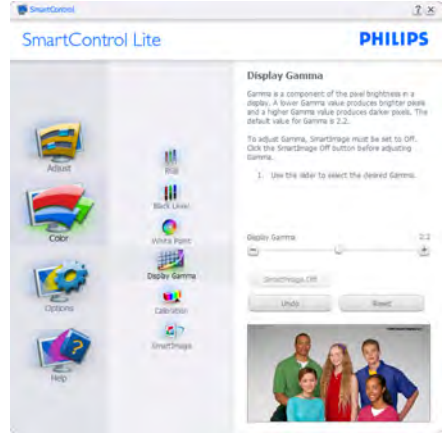 SmartControl
? ×
SmartControl Lite
PHILIPS
Display Gamma
Gamma is a component of the pixel brightness in a
display. A lower Gamma value produces brighter pixels
and a higher Gamma value produces darker pixels. The
default value for Gamma is 2.2.
To adjust Gamma, SmartImage must be set to Off.
Click the SmartImage Off button before adjusting
Gamma.
1. Use the slider to select the desired Gamma.
Adjust
Color
Options
Help
RGB
Black Level
White Point
Display Gamma
Calibration
SmartImage
Display Gamma 2.2
SmartImage Off
Undo Reset